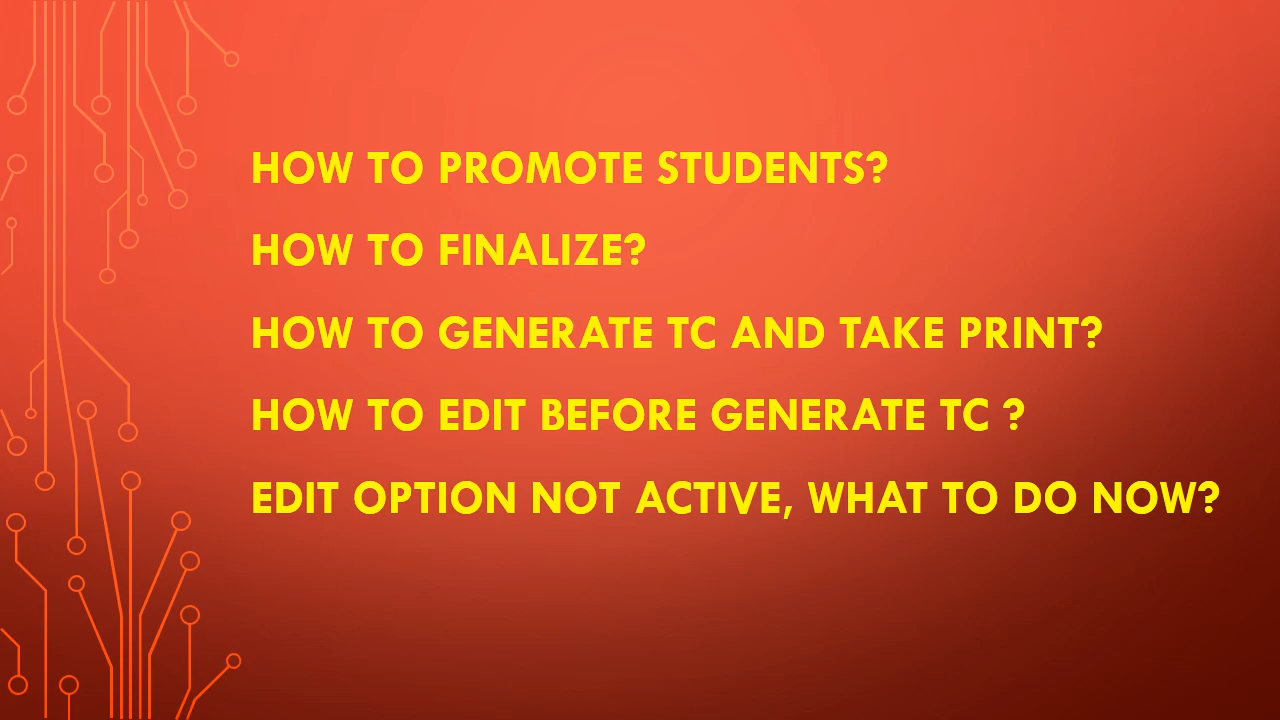 HOW TO PROMOTE STUDENTS?
HOW TO FINALIZE?
HOW TO GENERATE TC AND TAKE PRINT?
HOW TO EDIT BEFORE GENERATE TC ?
EDIT OPTION NOT ACTIVE, WHAT TO DO NOW?